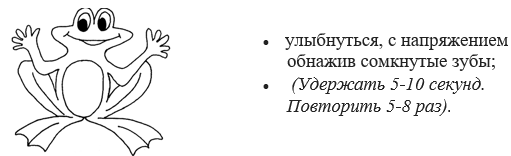 • улыбнуться, с напряжением
обнажив сомкнутые зубы;
• (Удержать 5-10 секунд.
Повторить 5-8 раз).